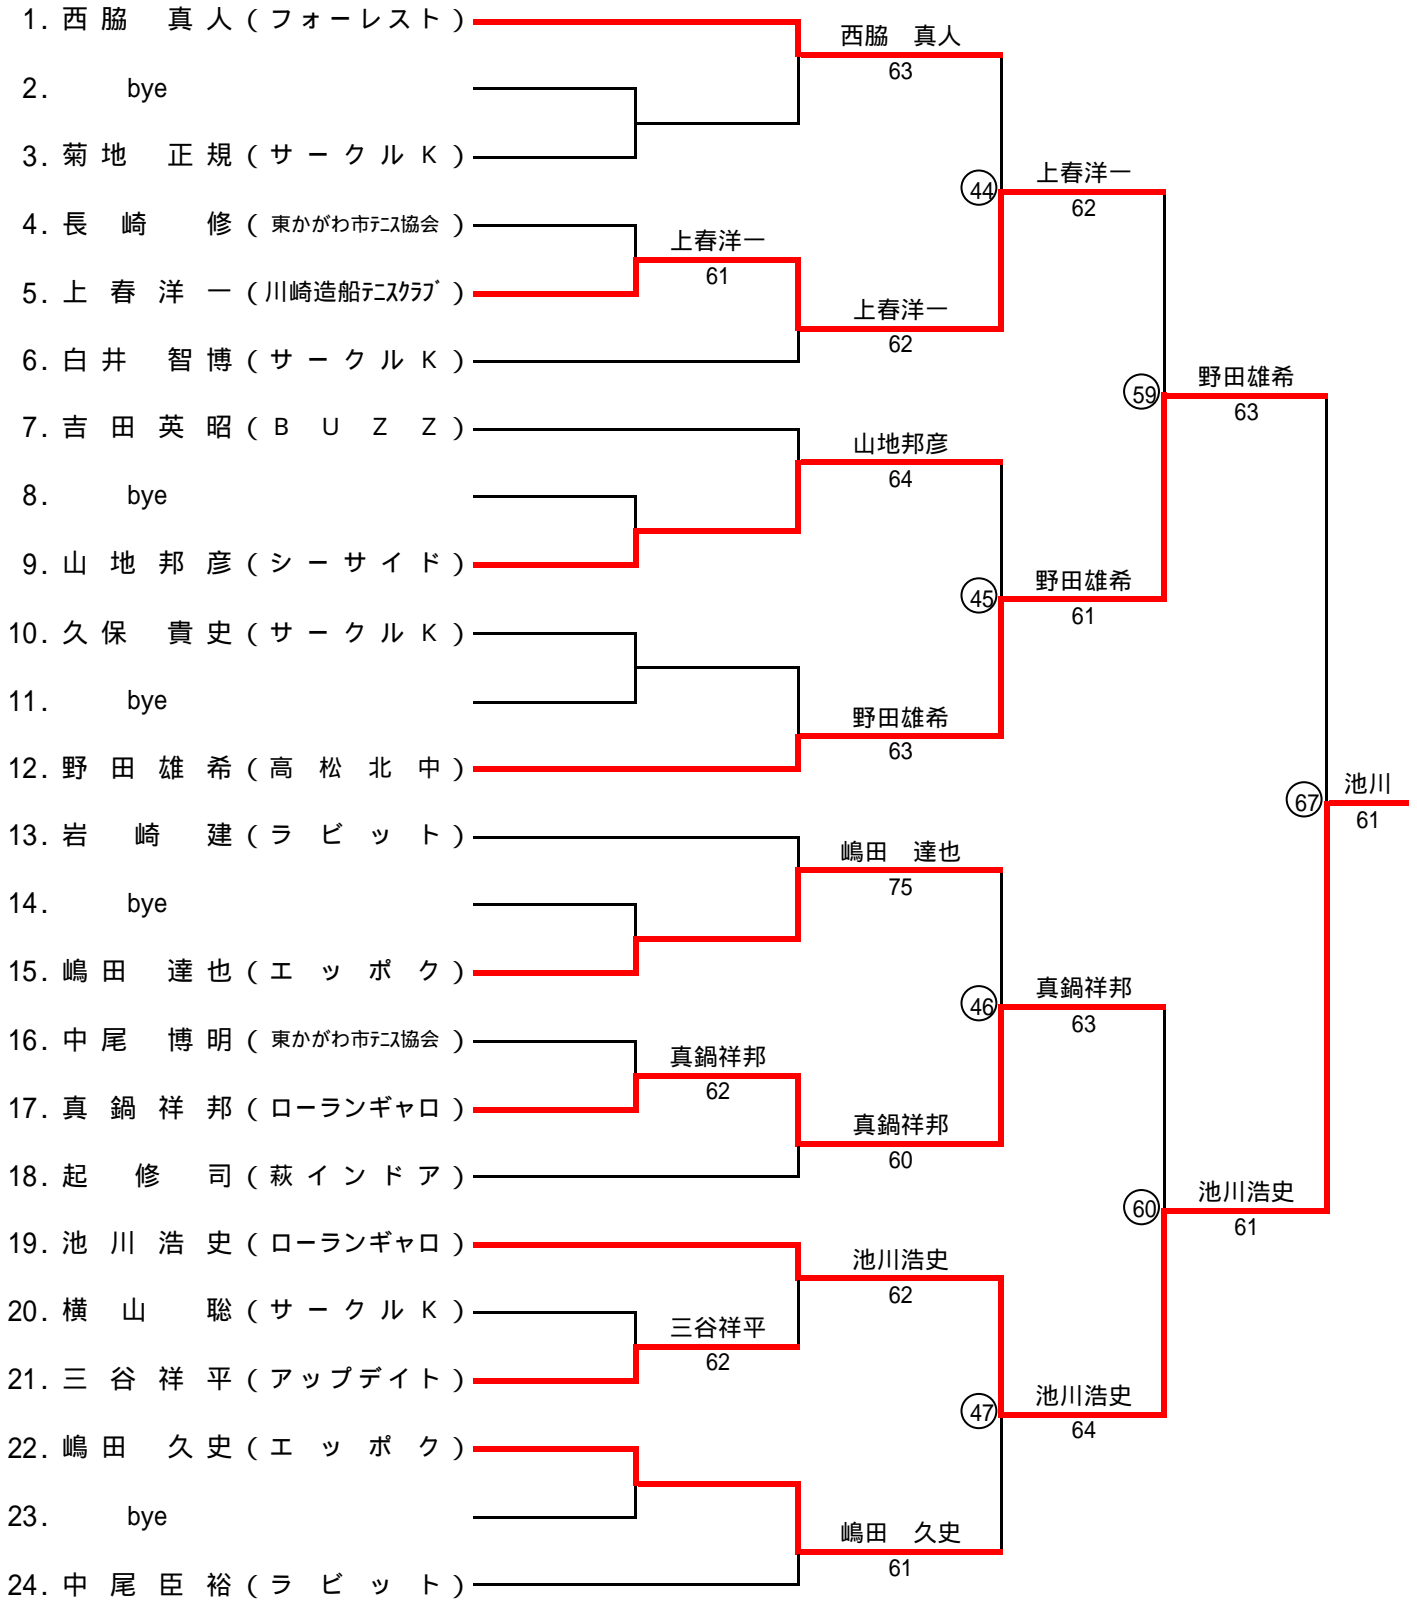 1. 西脇 真人 (フォーレスト)
2. bye
3. 菊地 正規 (サークルK)
4. 長崎 修 (東かがわ市ﾃﾆｽ協会)
5. 上春洋一 (川崎造船ﾃﾆｽｸﾗﾌﾞ)
6. 白井 智博 (サークルK)
7. 吉田英昭 (BUZZ)
8. bye
9. 山地邦彦 (シーサイド)
10. 久保 貴史 (サークルK)
11. bye
12. 野田雄希 (高松北中)
13. 岩崎 建 (ラビット)
14. bye
15. 嶋田 達也 (エッポク)
16. 中尾 博明 (東かがわ市ﾃﾆｽ協会)
17. 真鍋祥邦 (ローランギャロ)
18. 起 修司 (萩インドア)
19. 池川浩史 (ローランギャロ)
20. 横山 聡 (サークルK)
21. 三谷祥平 (アップデイト)
22. 嶋田 久史 (エッポク)
23. bye
24. 中尾臣裕 (ラビット)
上春洋一
61
真鍋祥邦
62
三谷祥平
62
西脇 真人
63
上春洋一
62
山地邦彦
64
野田雄希
63
嶋田 達也
75
真鍋祥邦
60
池川浩史
62
嶋田 久史
61
44
上春洋一
62
45
野田雄希
61
46
真鍋祥邦
63
47
池川浩史
64
59
野田雄希
63
60
池川浩史
61
67
池川
61